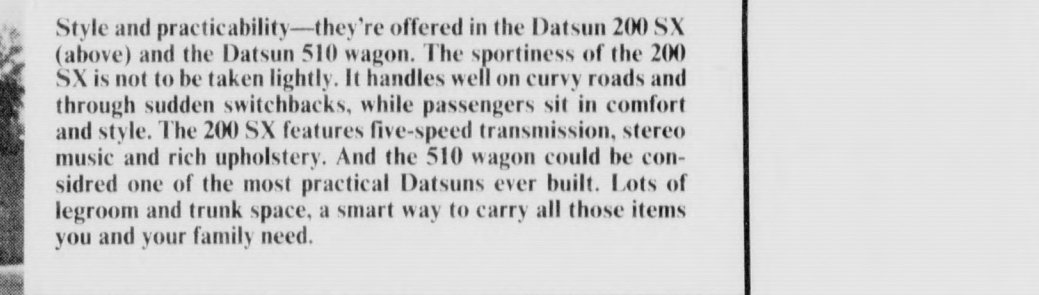 Style and practicability—they're offered in the Datsun 200 SX
(above) and the Datsun 510 wagon. The sportiness of the 200
SX is not to be taken lightly. It handles well on curvy roads and
through sudden switchbacks, while passengers sit in comfort
and style. The 200 SX features five-speed transmission, stereo
music and rich upholstery. And the 510 wagon could be con-
sidred one of the most practical Datsuns ever built. Lots of
legroom and trunk space, a smart way to carry all those items
you and your family need.